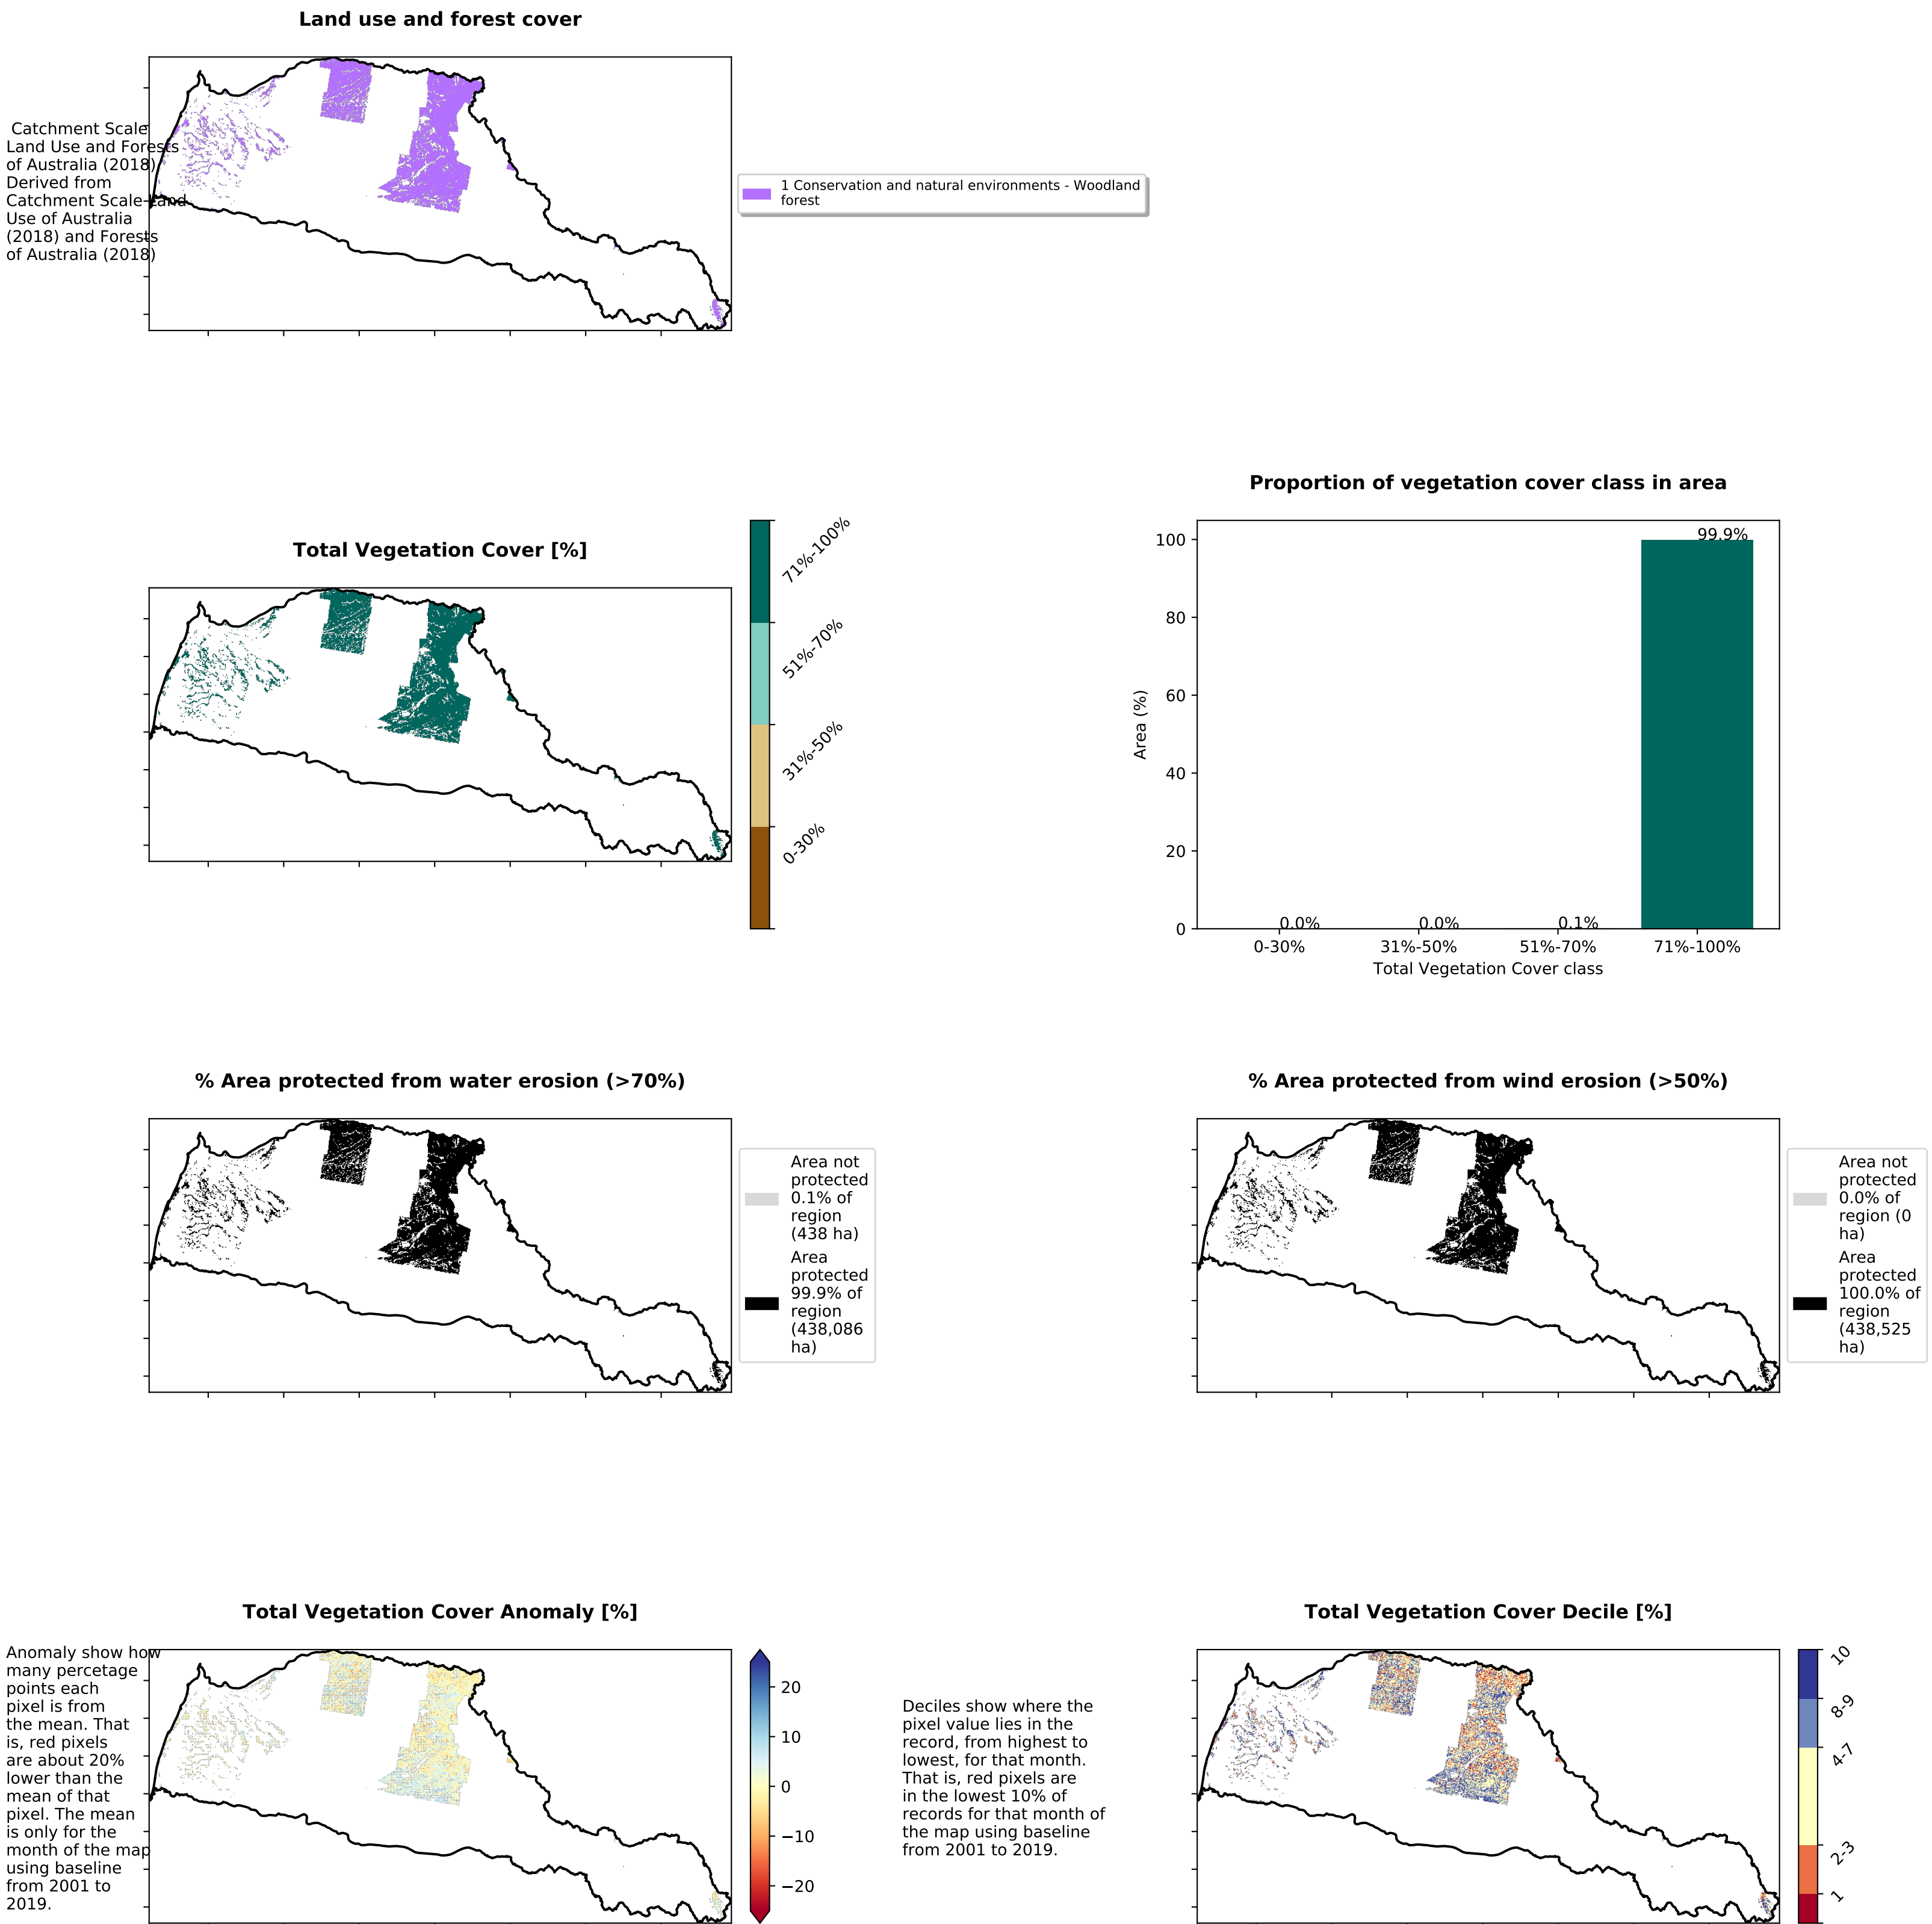 Land use and forest cover
Catchment Scale
Land Use and Forests
of Australia (2018)
Derived from
Catchment Scale Land
Use of Australia
(2018) and Forests
of Australia (2018)
1 Conservation and natural environments - Woodland
forest
Total Vegetation Cover [%]
71%-100%
51%-70%
31%-50%
0-30%
Proportion of vegetation cover class in area
Area (%)
100
80
60
40
20
0
0.0%
0.0%
0.1%
99.9%
0-30%
31%-50%
51%-70%
71%-100%
Total Vegetation Cover class
% Area protected from water erosion (>70%)
Area not
protected
0.1% of
region
(438 ha)
Area
protected
99.9% of
region
(438,086
ha)
% Area protected from wind erosion (>50%)
Area not
protected
0.0% of
region (0
ha)
Area
protected
100.0% of
region
(438,525
ha)
Total Vegetation Cover Anomaly [%]
Anomaly show how
many percetage
points each
pixel is from
the mean. That
is, red pixels
are about 20%
lower than the
mean of that
pixel. The mean
is only for the
month of the map
using baseline
from 2001 to
2019.
20
10
0
−10
−20
Total Vegetation Cover Decile [%]
Deciles show where the
pixel value lies in the
record, from highest to
lowest, for that month.
That is, red pixels are
in the lowest 10% of
records for that month of
the map using baseline
from 2001 to 2019.
10
8-9
4-7
2-3
1